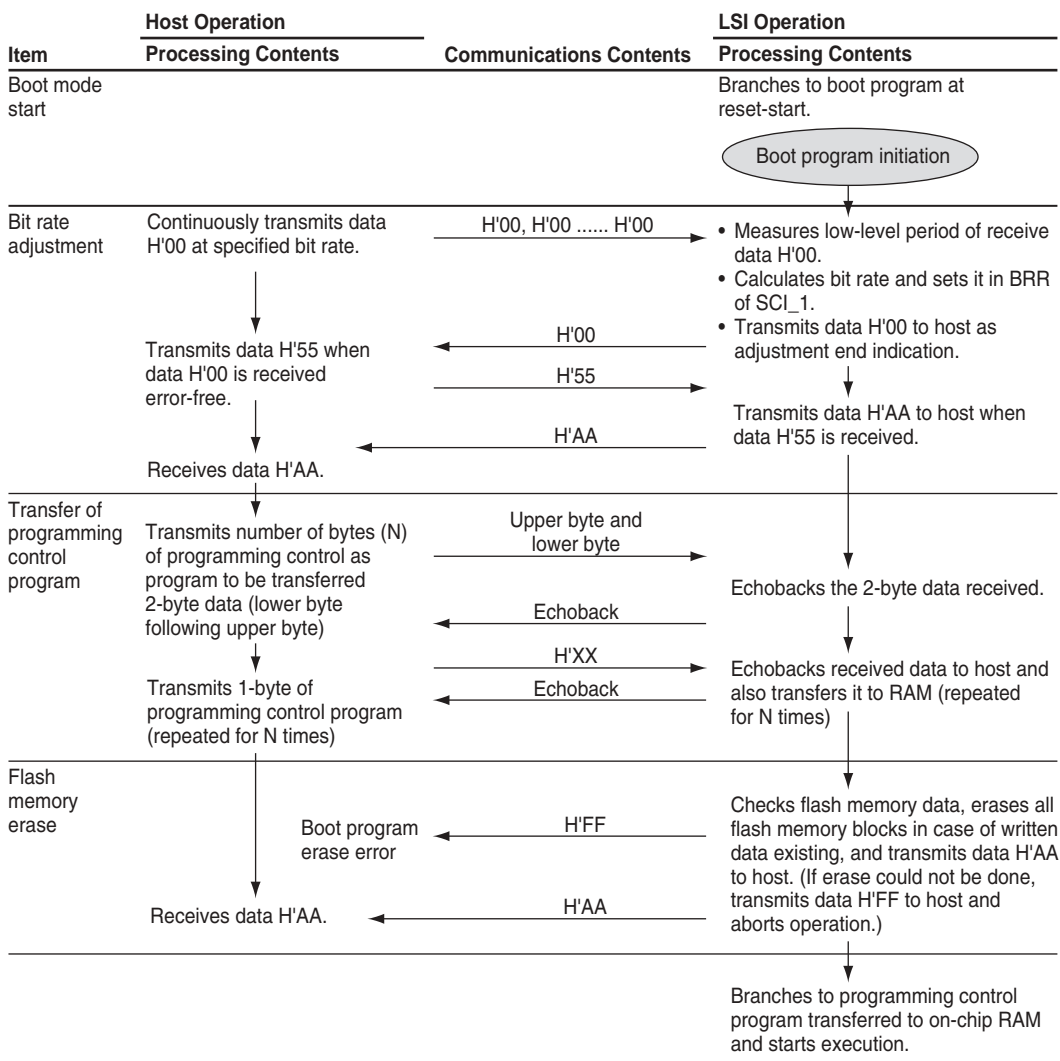 Host Operation
LSI Operation
Item
Processing Contents
Communications Contents
Processing Contents
Boot mode
start
Branches to boot program at
reset-start.
Boot program initiation
Bit rate
adjustment
Continuously transmits data
H'00 at specified bit rate.
H'00, H'00 ...... H'00
• Measures low-level period of receive
data H'00.
• Calculates bit rate and sets it in BRR
of SCI_1.
• Transmits data H'00 to host as
adjustment end indication.
H'00
Transmits data H'55 when
data H'00 is received
error-free.
H'55
Transmits data H'AA to host when
data H'55 is received.
H'AA
Receives data H'AA.
Transfer of
programming
control
program
Transmits number of bytes (N)
of programming control as
program to be transferred
2-byte data (lower byte
following upper byte)
Upper byte and
lower byte
Echobacks the 2-byte data received.
Echoback
H'XX
Transmits 1-byte of
programming control program
(repeated for N times)
Echoback
Echobacks received data to host and
also transfers it to RAM (repeated
for N times)
Flash
memory
erase
Boot program
erase error
H'FF
Checks flash memory data, erases all
flash memory blocks in case of written
data existing, and transmits data H'AA
to host. (If erase could not be done,
transmits data H'FF to host and
aborts operation.)
Receives data H'AA.
H'AA
Branches to programming control
program transferred to on-chip RAM
and starts execution.